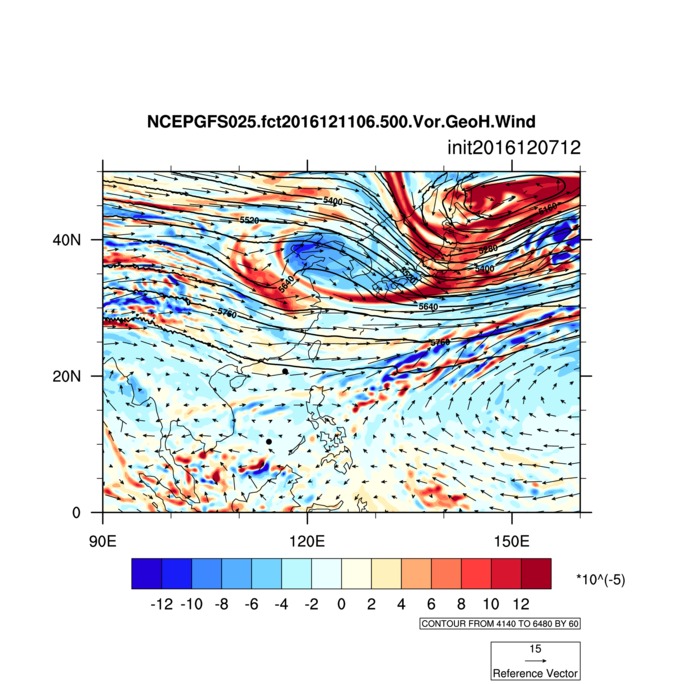 NCEPGFS025.fct2016121106.500.Vor.GeoH.Wind
init2016120712
5400
5520
5160
40N
5280
5400
5640
5640
5760
5760
20N
0
90E 120E 150E
-12 -10 -8 -6 -4 -2 0 2 4 6 8 10 12
*10^(-5)
CONTOUR FROM 4140 TO 6480 BY 60
15
Reference Vector